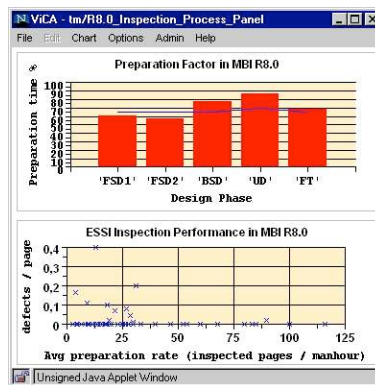 ViCA - tm/R8.0_Inspection_Process_Panel
File Edit Chart Options Admin Help
Preparation Factor in MBI R8.0
Preparation time %
100
90
80
70
60
50
40
30
20
10
0
'FSD1' 'FSD2' 'BSD' 'UD' 'FT'
Design Phase
ESSI Inspection Performance in MBI R8.0
defects / page
0,4
0,3
0,2
0,1
0
0 25 50 75 100 125
Avg preparation rate (inspected pages / manhour)
Unsigned Java Applet Window